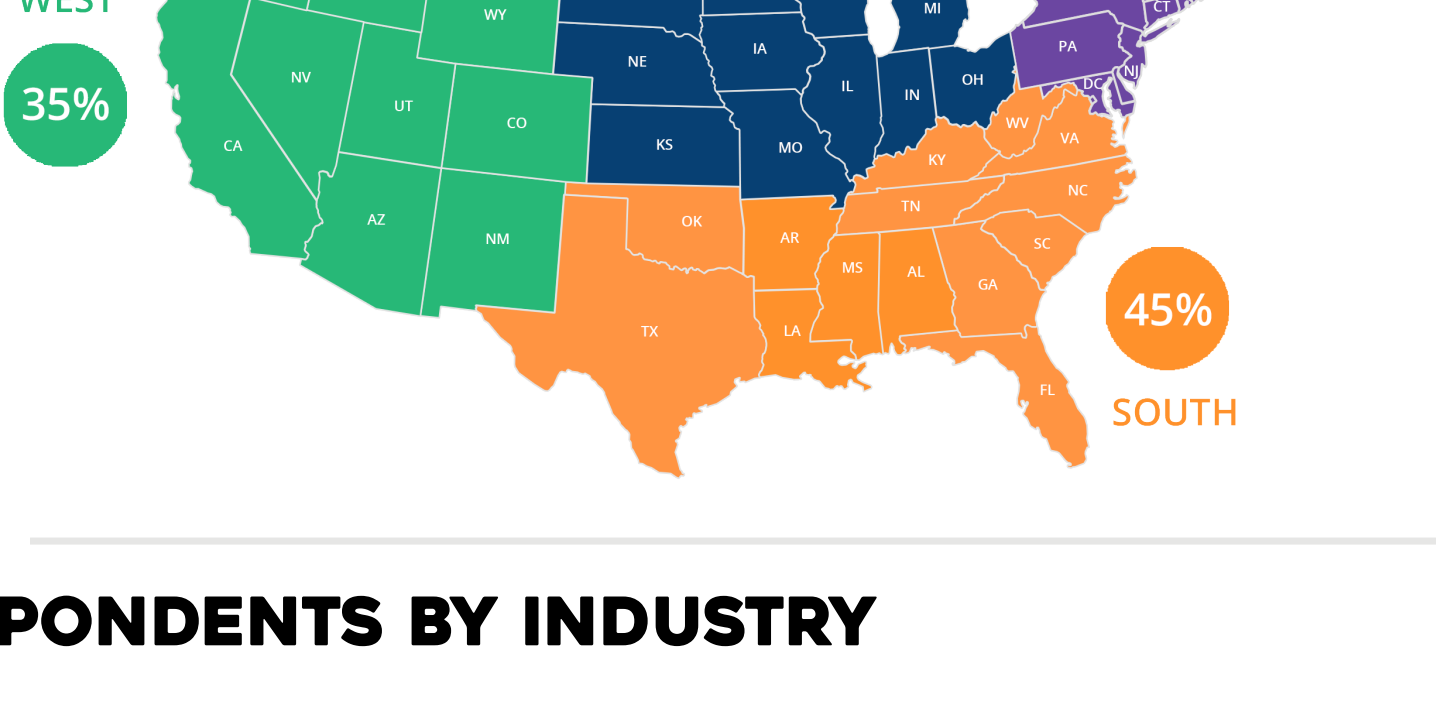 WEST
WY
MI
CT
NE
IA
PA
NV
IL
IN
OH
NJ
DC
35%
UT
CO
KS
MO
WV
VA
CA
KY
NC
AZ
OK
TN
NM
AR
SC
MS
AL
GA
TX
LA
45%
FL
SOUTH
PONDENTS BY INDUSTRY